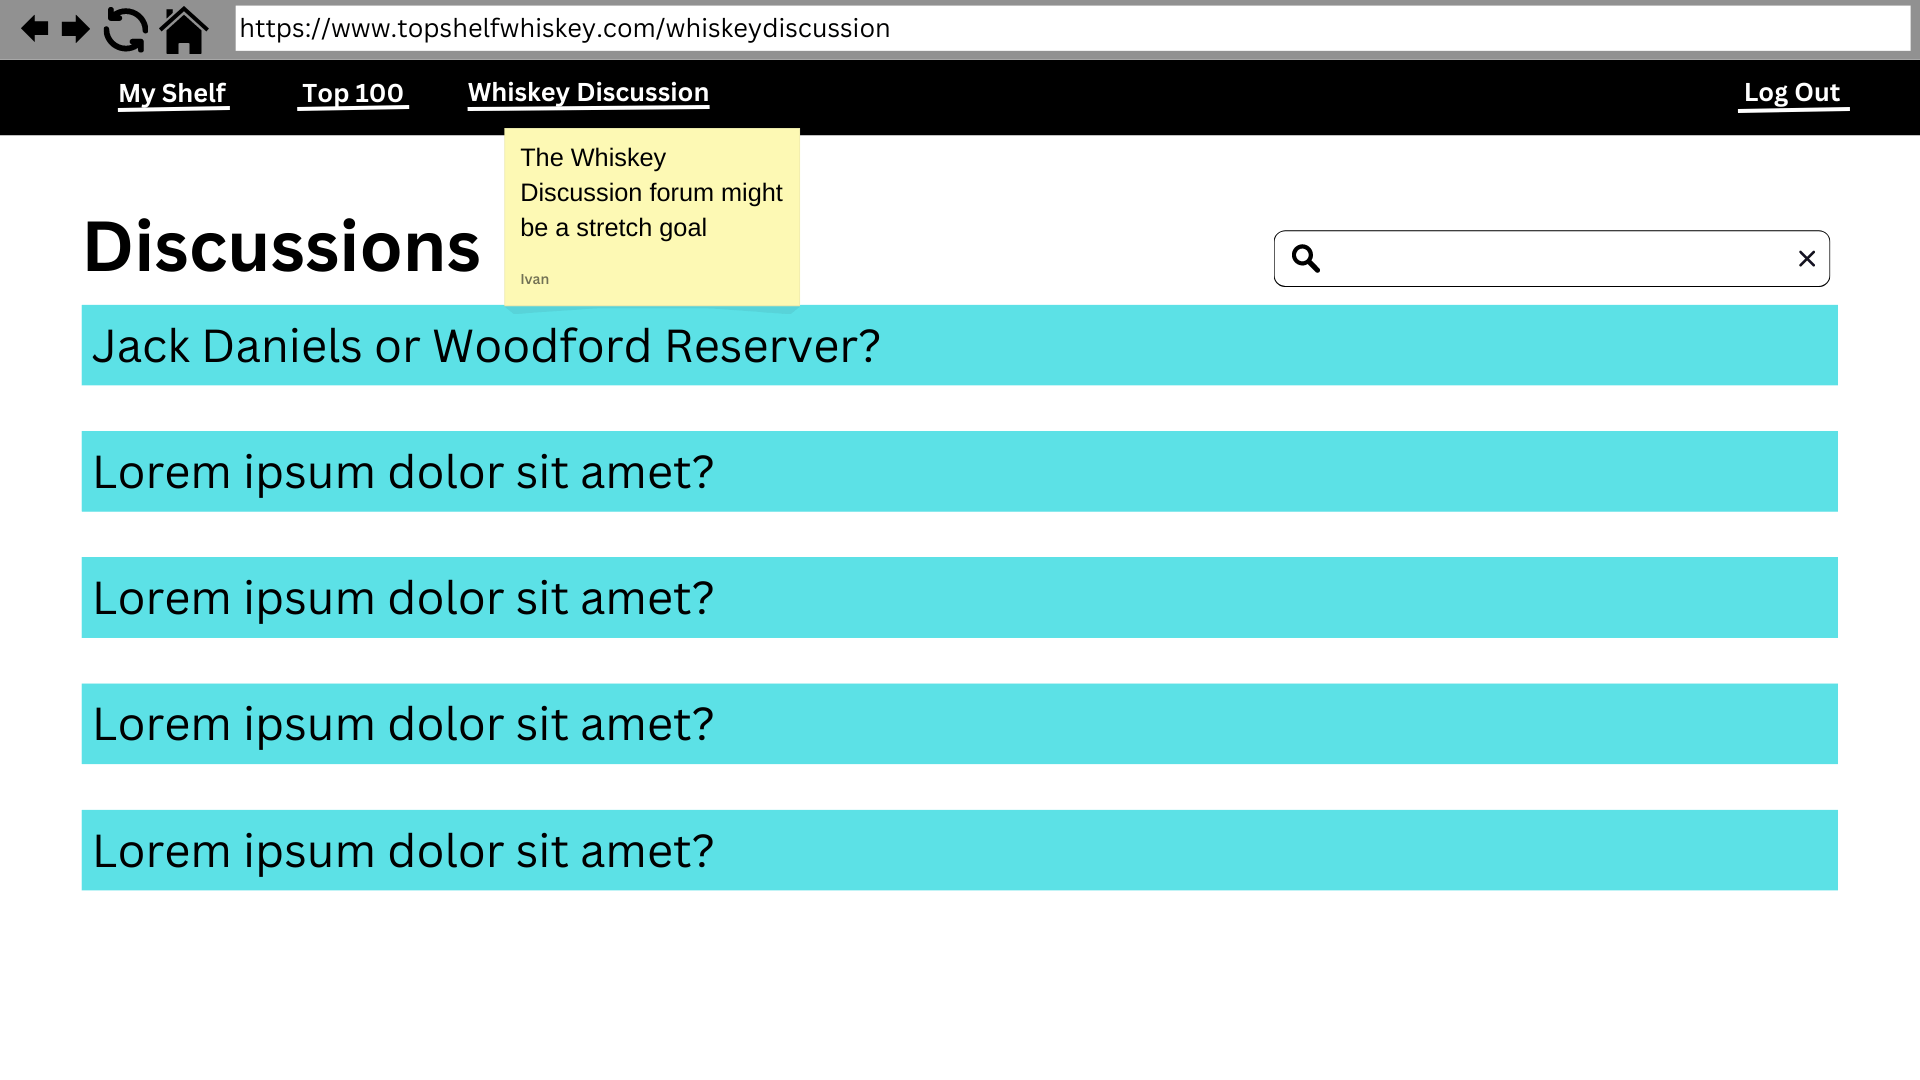 https://www.topshelfwhiskey.com/whiskeydiscussion
My Shelf
Top 100
Whiskey Discussion
Log Out
The Whiskey
Discussion forum might
be a stretch goal
Ivan
Discussions
Jack Daniels or Woodford Reserver?
Lorem ipsum dolor sit amet?
Lorem ipsum dolor sit amet?
Lorem ipsum dolor sit amet?
Lorem ipsum dolor sit amet?